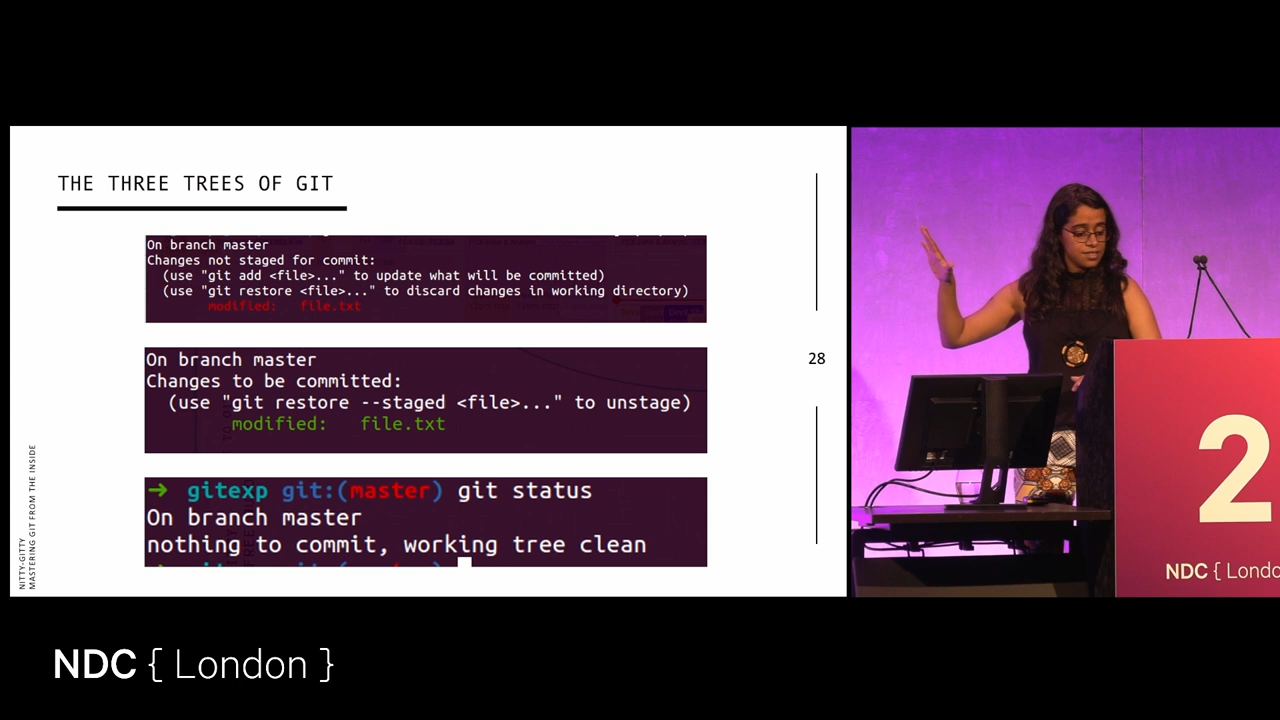 THE THREE TREES OF GIT
On branch master
Changes not staged for commit:
(use "git add <file>..." to update what will be committed)
(use "git restore <file>..." to discard changes in working directory)
modified: file.txt
On branch master
Changes to be committed:
(use "git restore --staged <file>..." to unstage)
modified: file.txt
➜ gitexp git:(master) git status
On branch master
nothing to commit, working tree clean
28
NITTY-GITTY
MASTERING GIT FROM THE INSIDE
2
NDC { Londo
NDC { London }